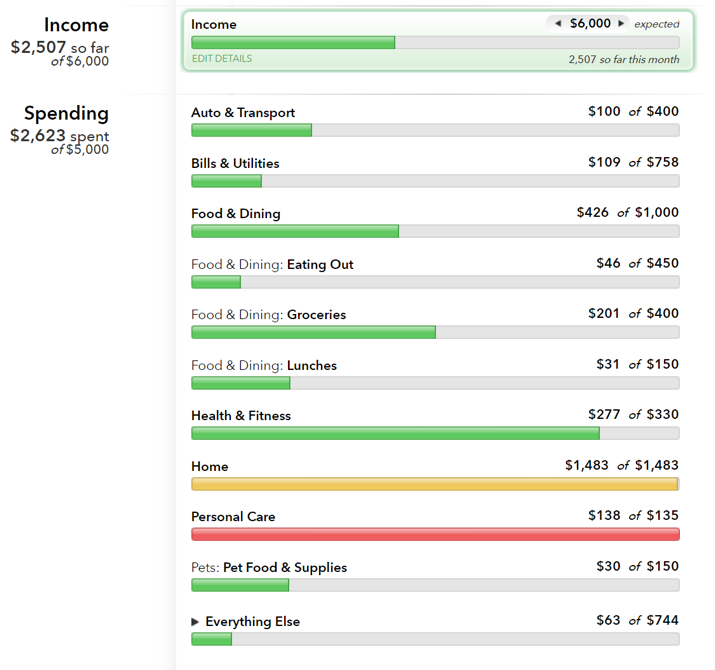 Income
$2,507 so far
of $6,000
Income ◀ $6,000 ▶ expected
EDIT DETAILS 2,507 so far this month
Spending
$2,623 spent
of $5,000
Auto & Transport $100 of $400
Bills & Utilities $109 of $758
Food & Dining $426 of $1,000
Food & Dining: Eating Out $46 of $450
Food & Dining: Groceries $201 of $400
Food & Dining: Lunches $31 of $150
Health & Fitness $277 of $330
Home $1,483 of $1,483
Personal Care $138 of $135
Pets: Pet Food & Supplies $30 of $150
▶ Everything Else $63 of $744